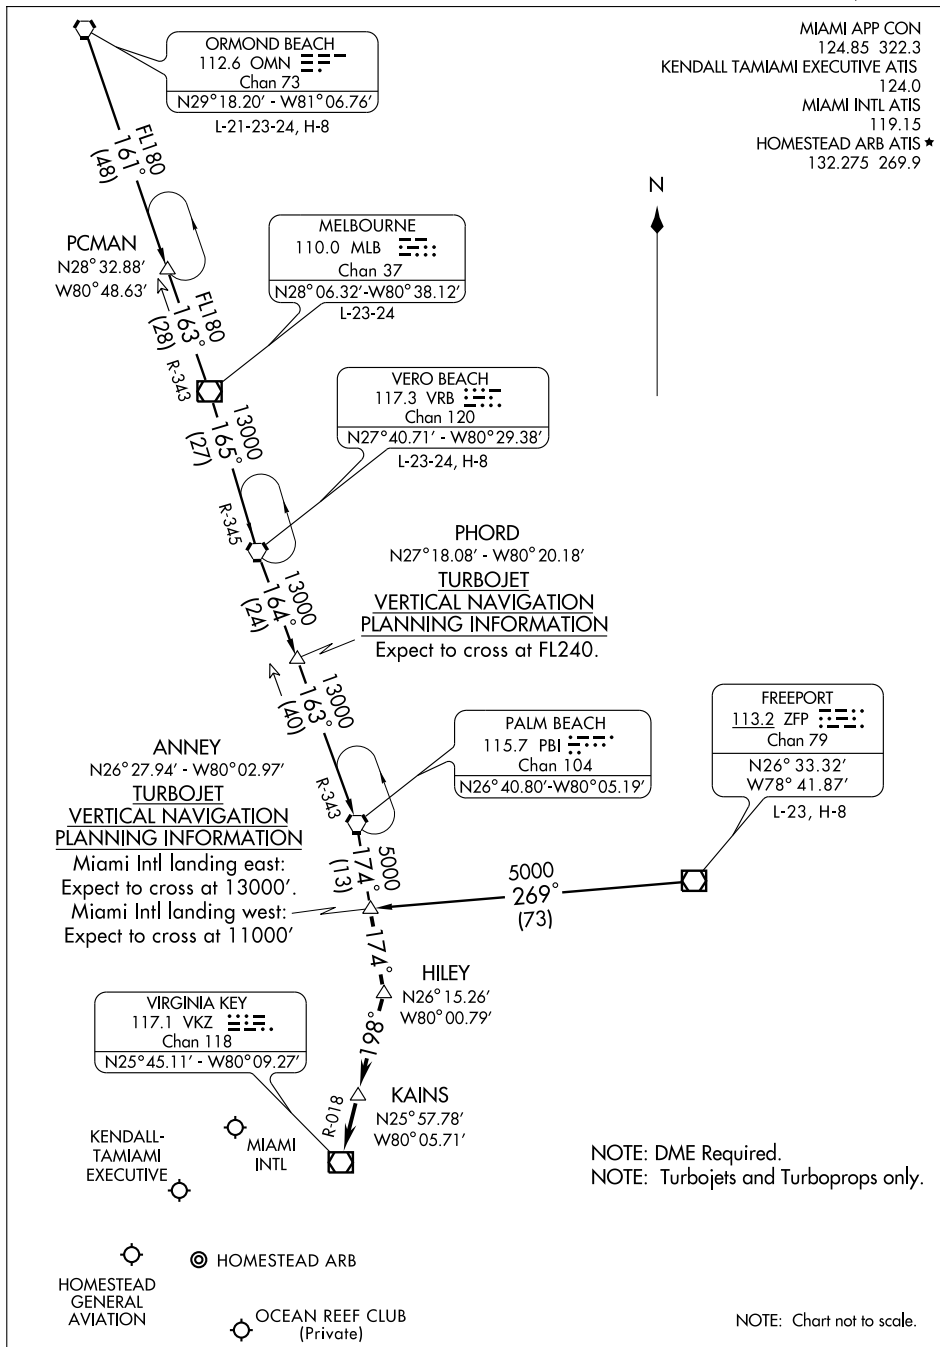 MIAMI APP CON
124.85 322.3
KENDALL TAMIAMI EXECUTIVE ATIS
124.0
MIAMI INTL ATIS
119.15
HOMESTEAD ARB ATIS ★
132.275 269.9
ORMOND BEACH
112.6 OMN
Chan 73
N29°18.20' - W81°06.76'
L-21-23-24, H-8
FL180
161°
(48)
N
PCMAN
N28°32.88'
W80°48.63'
MELBOURNE
110.0 MLB
Chan 37
N28°06.32'-W80°38.12'
L-23-24
FL180
163°
(28)
R-343
VERO BEACH
117.3 VRB
Chan 120
N27°40.71' - W80°29.38'
L-23-24, H-8
13000
165°
(27)
R-345
PHORD
N27°18.08' - W80°20.18'
TURBOJET
VERTICAL NAVIGATION
PLANNING INFORMATION
Expect to cross at FL240.
13000
164°
(24)
13000
163°
(40)
R-343
PALM BEACH
115.7 PBI
Chan 104
N26°40.80'-W80°05.19'
FREEPORT
113.2 ZFP
Chan 79
N26° 33.32'
W78° 41.87'
L-23, H-8
ANNEY
N26°27.94' - W80°02.97'
TURBOJET
VERTICAL NAVIGATION
PLANNING INFORMATION
Miami Intl landing east:
Expect to cross at 13000'.
Miami Intl landing west:
Expect to cross at 11000'
5000
174°
(13)
5000
269°
(73)
174°
HILEY
N26°15.26'
W80°00.79'
198°
VIRGINIA KEY
117.1 VKZ
Chan 118
N25°45.11' - W80°09.27'
KAINS
N25°57.78'
W80°05.71'
R-018
KENDALL-
TAMIAMI
EXECUTIVE
MIAMI
INTL
NOTE: DME Required.
NOTE: Turbojets and Turboprops only.
HOMESTEAD ARB
HOMESTEAD
GENERAL
AVIATION
OCEAN REEF CLUB
(Private)
NOTE: Chart not to scale.